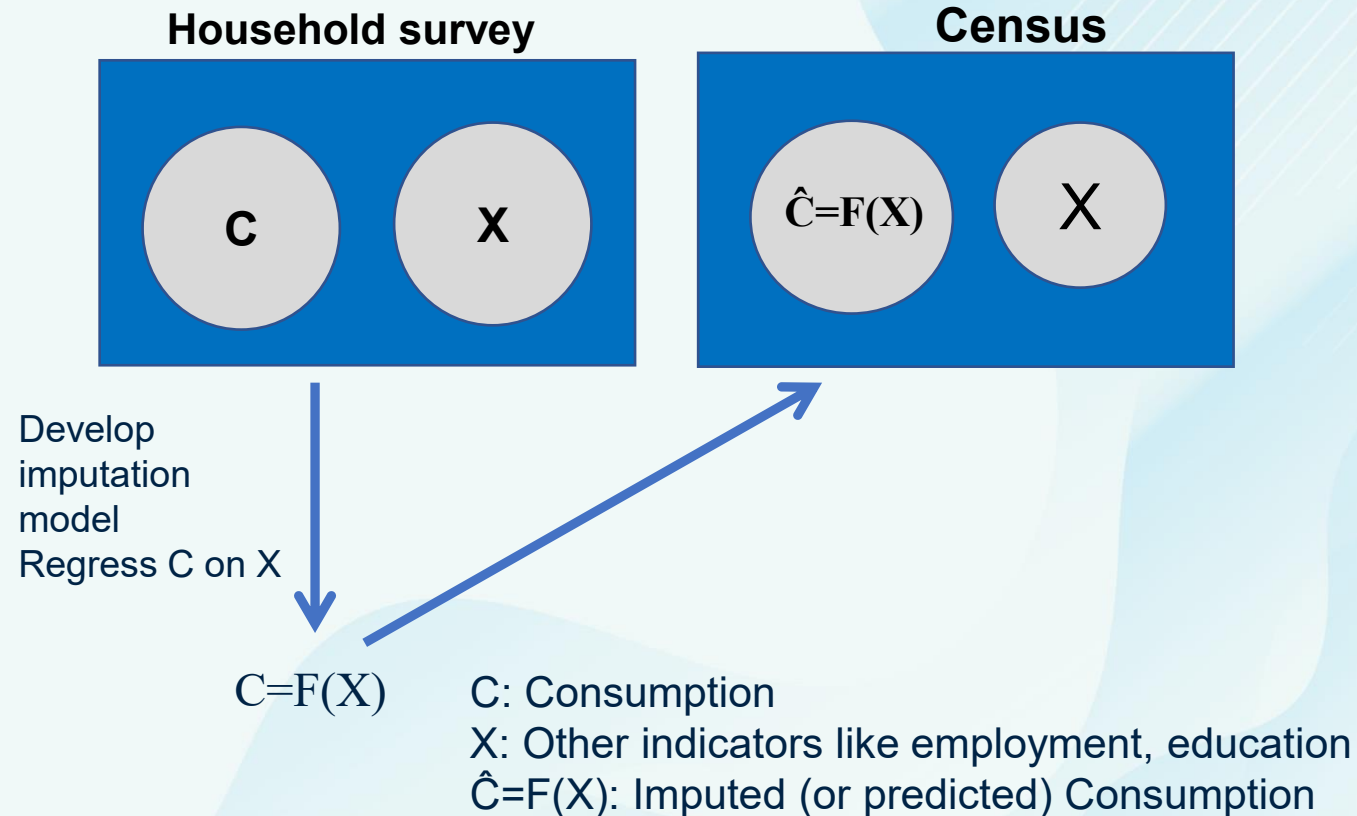 Household survey
Census
C
X
Ĉ=F(X)
X
Develop
imputation
model
Regress C on X
C=F(X)
C: Consumption
X: Other indicators like employment, education
Ĉ=F(X): Imputed (or predicted) Consumption